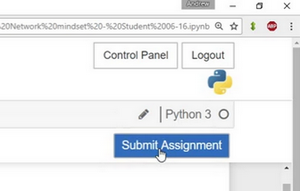 Andrew
20Network%20mindset%20-%20Student%2006-16.ipynb
Control Panel Logout
Python 3
Submit Assignment